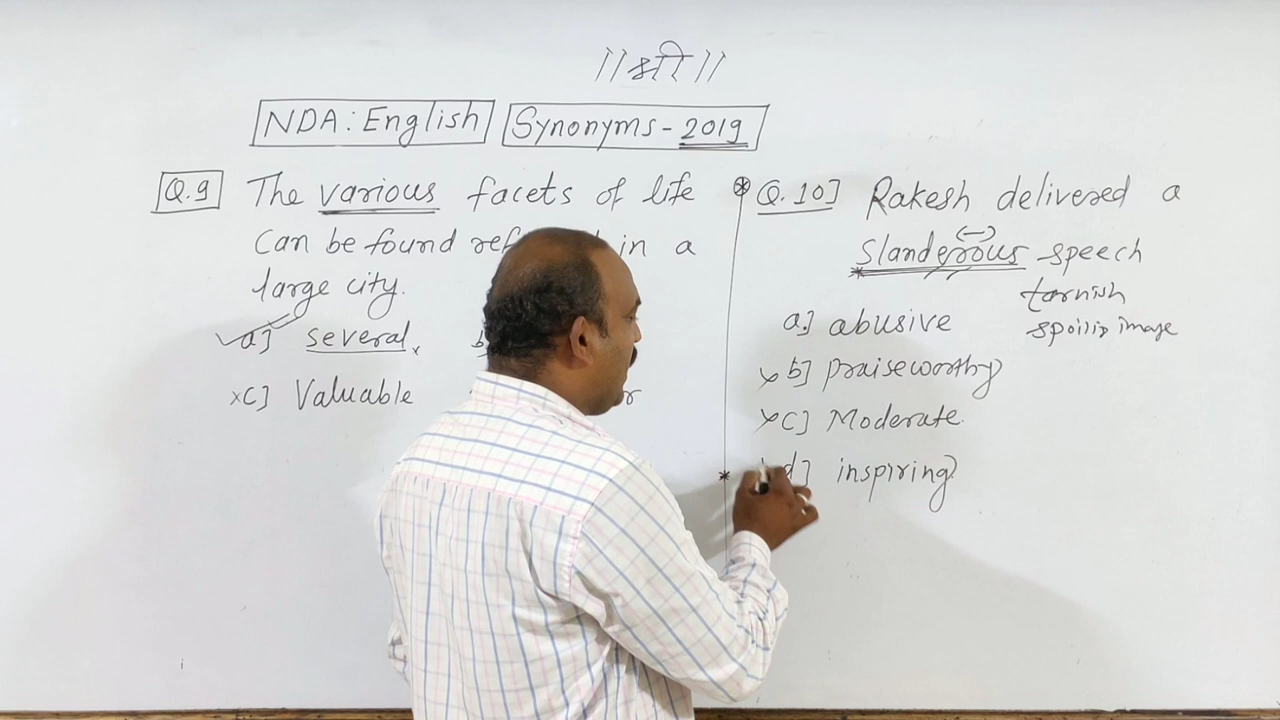 ||श्री||
NDA: English Synonyms - 2019
Q.9 The various facets of life
can be found in a
large city.
a] several
c] Valuable
Q.10] Rakesh delivered a
Slanderous speech
tarnish
a.] abusive
image
b] praiseworthy
c] Moderate.
d] inspiring